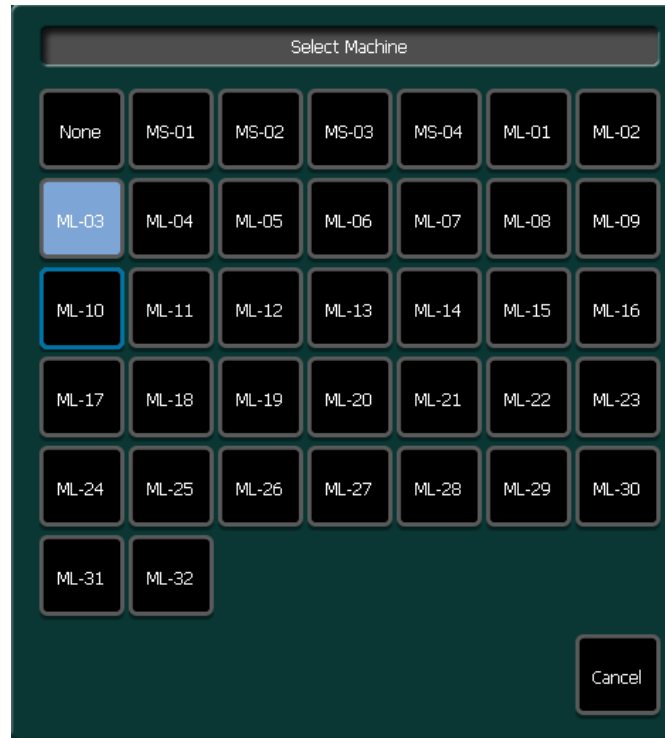 Select Machine
None MS-01 MS-02 MS-03 MS-04 ML-01 ML-02
ML-03 ML-04 ML-05 ML-06 ML-07 ML-08 ML-09
ML-10 ML-11 ML-12 ML-13 ML-14 ML-15 ML-16
ML-17 ML-18 ML-19 ML-20 ML-21 ML-22 ML-23
ML-24 ML-25 ML-26 ML-27 ML-28 ML-29 ML-30
ML-31 ML-32
Cancel